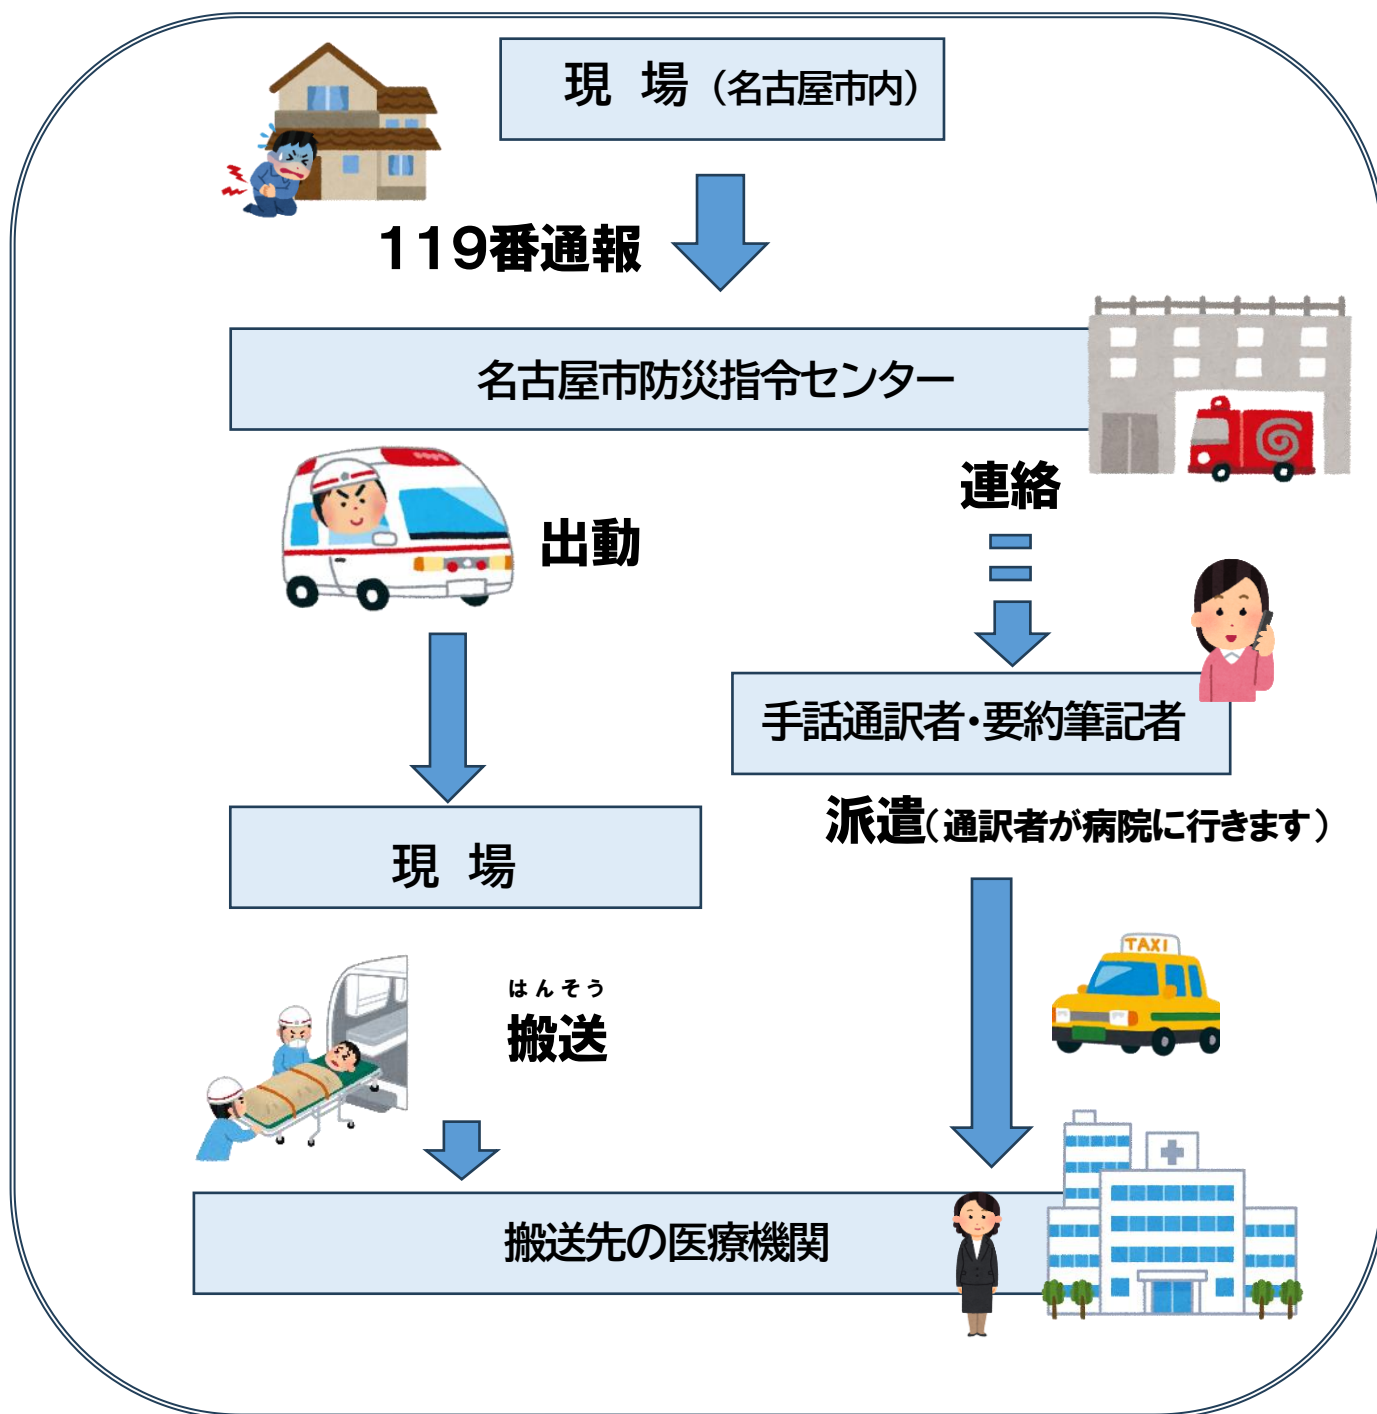 現 場（名古屋市内）
119番通報
名古屋市防災指令センター
出動
連絡
手話通訳者・要約筆記者
派遣（通訳者が病院に行きます）
現 場
TAXI
はんそう
搬送
搬送先の医療機関